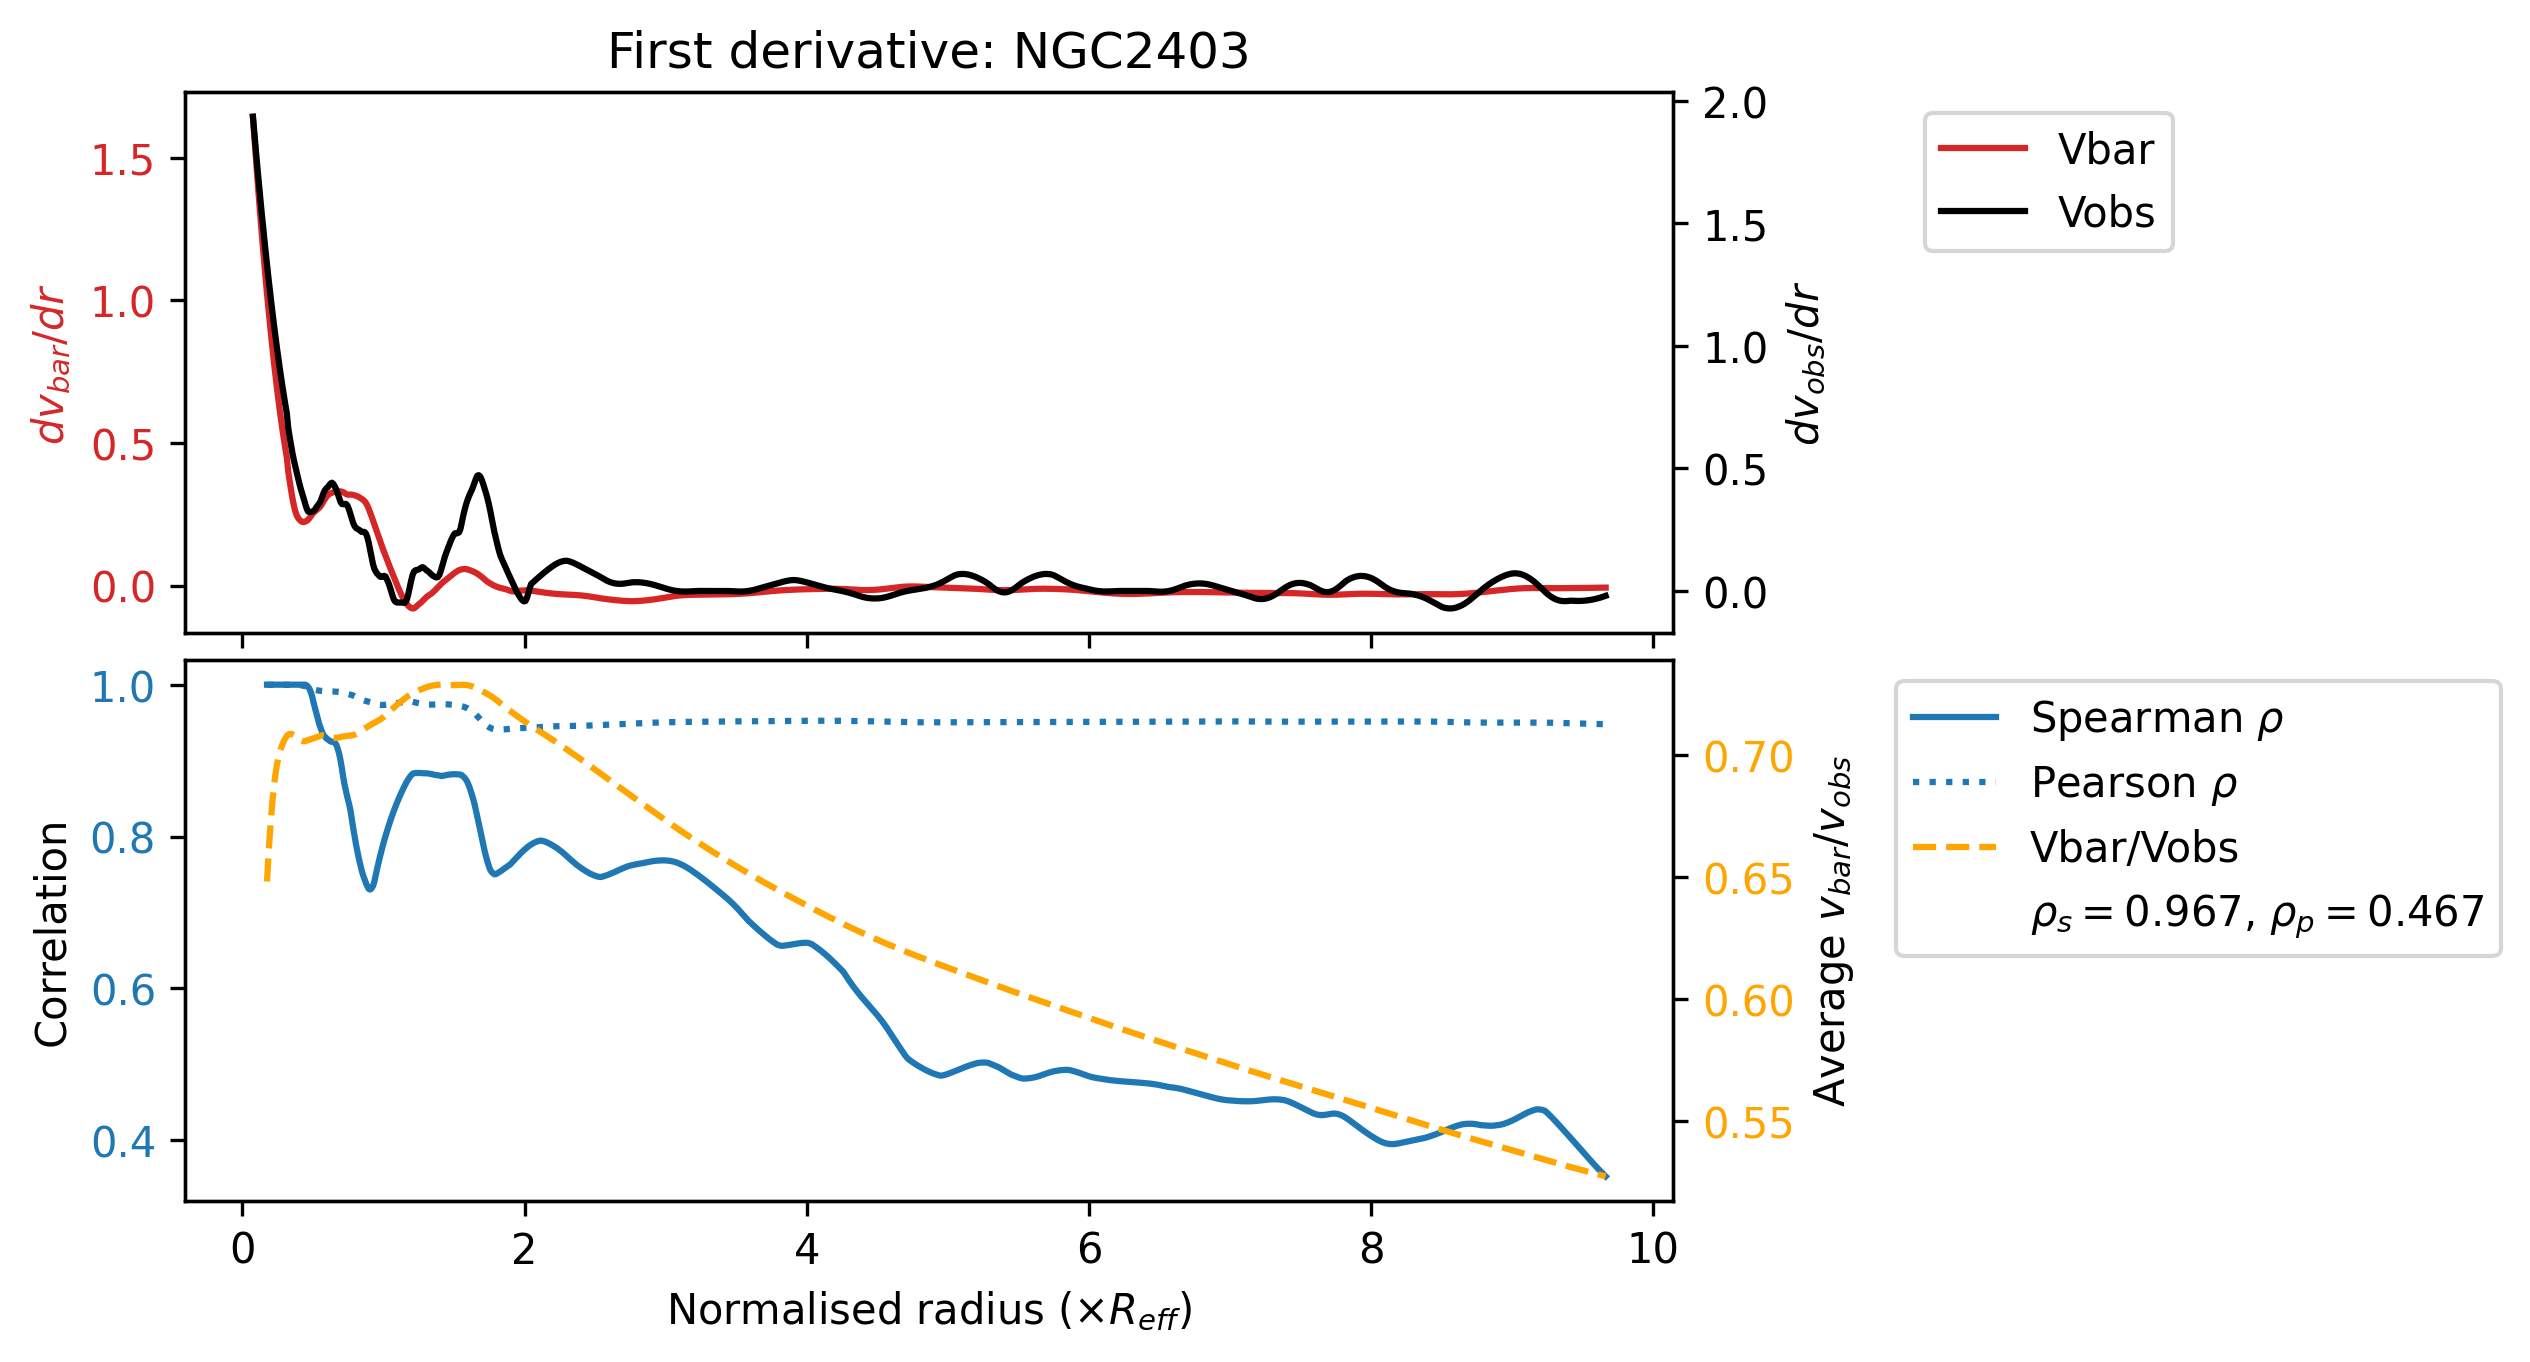 First derivative: NGC2403
1.5
1.0
0.5
0.0
dv_bar/dr
2.0
1.5
1.0
0.5
0.0
dv_obs/dr
Vbar
Vobs
1.0
0.8
0.6
0.4
Correlation
0.70
0.65
0.60
0.55
Average v_bar/v_obs
Spearman ρ
Pearson ρ
Vbar/Vobs
ρ_s = 0.967, ρ_p = 0.467
0 2 4 6 8 10
Normalised radius (×R_eff)